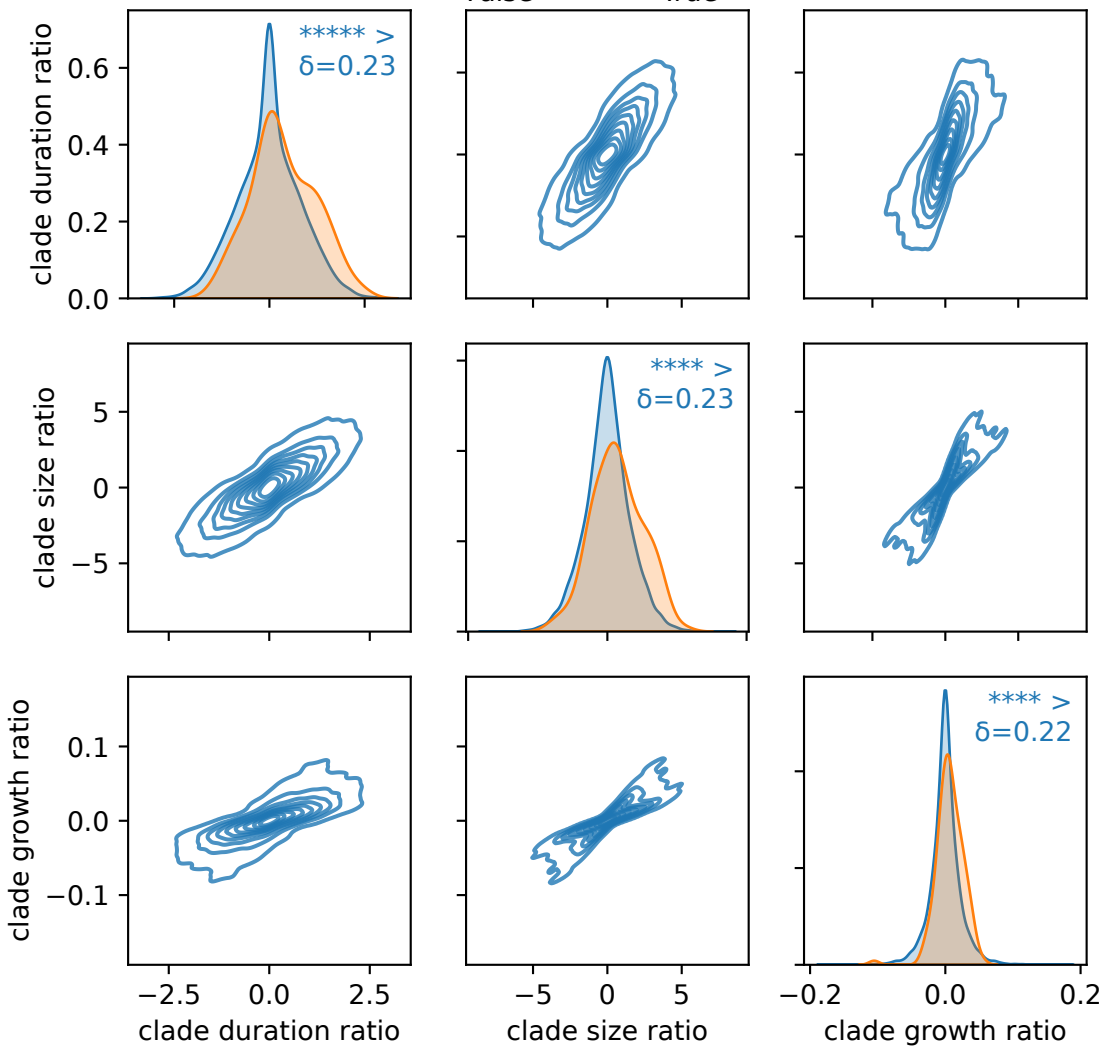 clade duration ratio
0.6
0.4
0.2
0.0
***** >
δ=0.23
clade size ratio
5
0
−5
**** >
δ=0.23
clade growth ratio
0.1
0.0
−0.1
**** >
δ=0.22
−2.5 0.0 2.5
−5 0 5
−0.2 0.0 0.2
clade duration ratio
clade size ratio
clade growth ratio